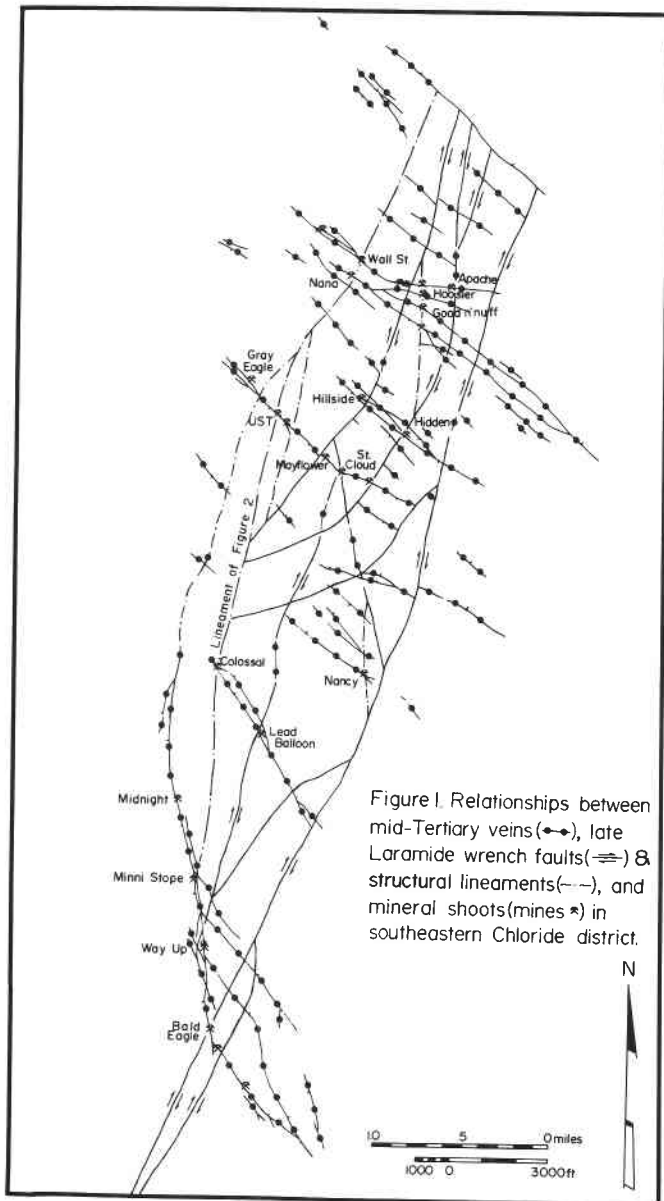 Wall St.
Nana
Apache
Hoosier
Good n' nuff
Gray
Eagle
UST
Hillside
Hidden
Mayflower
St.
Cloud
Lineament of Figure 2
Colossal
Nancy
Lead
Balloon
Midnight
Minni Stope
Way Up
Bald
Eagle
Figure 1. Relationships between
mid-Tertiary veins (●-●), late
Laramide wrench faults (⇌) &
structural lineaments (-·-), and
mineral shoots (mines ⚒) in
southeastern Chloride district.
N
1.0 .5 0 miles
1000 0 3000 ft